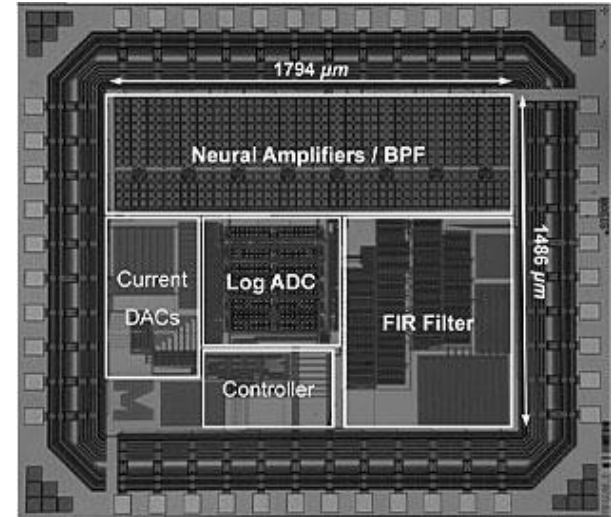 1794 µm
Neural Amplifiers / BPF
1486 µm
Current
DACs
Log ADC
FIR Filter
Controller
M